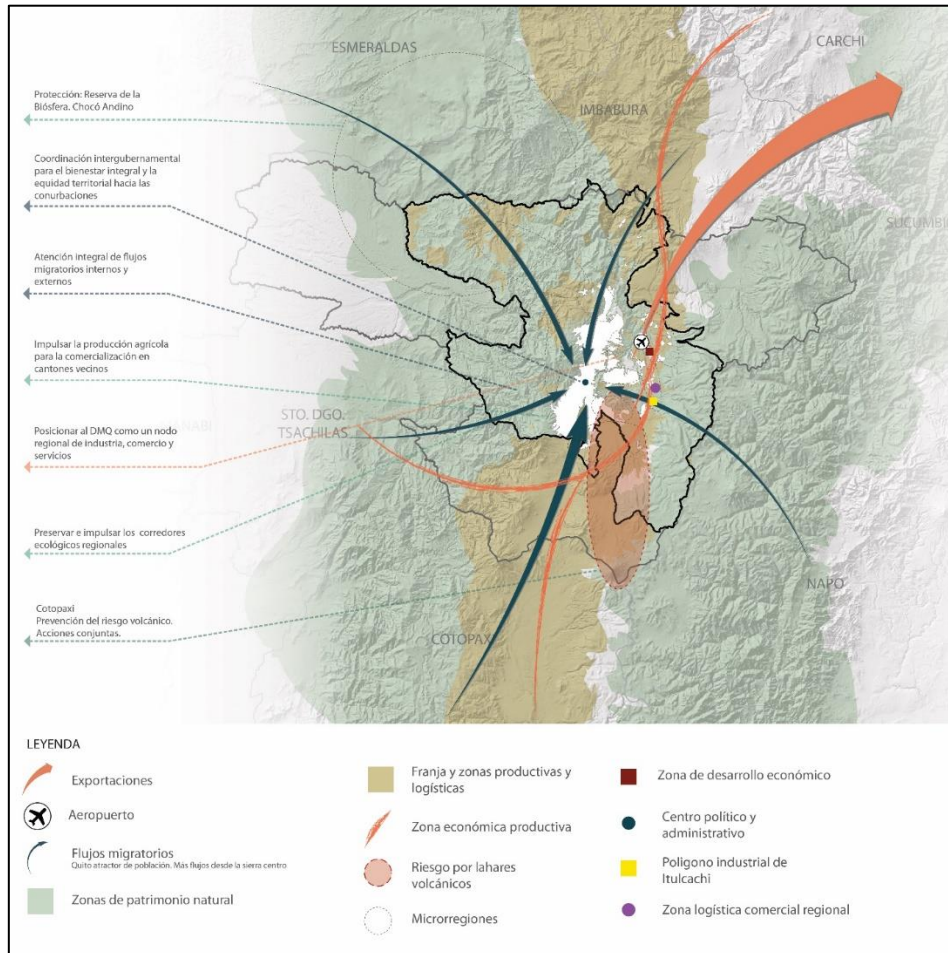 ESMERALDAS
CARCHI
IMBABURA
SUCUMBI
STO. DGO.
TSACHILAS
NABI
NAPO
COTOPAXI
Protección: Reserva de la
Biósfera. Chocó Andino
Coordinación intergubernamental
para el bienestar integral y la
equidad territorial hacia las
conurbaciones
Atención integral de flujos
migratorios internos y
externos
Impulsar la producción agrícola
para la comercialización en
cantones vecinos
Posicionar al DMQ como un nodo
regional de industria, comercio y
servicios
Preservar e impulsar los corredores
ecológicos regionales
Cotopaxi
Prevención del riesgo volcánico.
Acciones conjuntas.
LEYENDA
Exportaciones
Aeropuerto
Flujos migratorios
Quito atractor de población. Más flujos desde la sierra centro
Zonas de patrimonio natural
Franja y zonas productivas y
logísticas
Zona económica productiva
Riesgo por lahares
volcánicos
Microrregiones
Zona de desarrollo económico
Centro político y
administrativo
Poligono industrial de
Itulcachi
Zona logística comercial regional